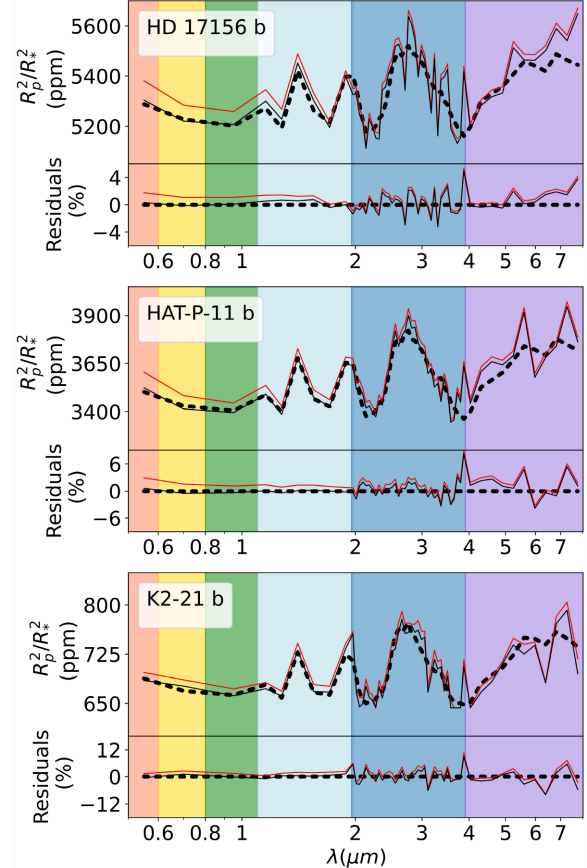 HD 17156 b
5600
5400
5200
R_p^2/R_*^2
(ppm)
4
0
−4
Residuals
(%)
0.6 0.8 1 2 3 4 5 6 7
HAT-P-11 b
3900
3650
3400
R_p^2/R_*^2
(ppm)
6
0
−6
Residuals
(%)
0.6 0.8 1 2 3 4 5 6 7
K2-21 b
800
725
650
R_p^2/R_*^2
(ppm)
12
0
−12
Residuals
(%)
0.6 0.8 1 2 3 4 5 6 7
λ(μm)